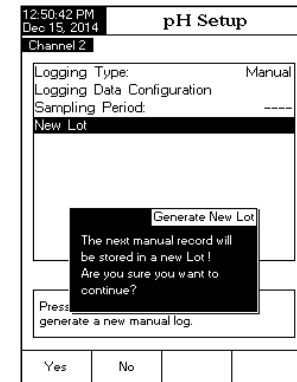 12:50:42 PM
Dec 15, 2014
pH Setup
Channel 2
Logging Type: Manual
Logging Data Configuration
Sampling Period: ----
New Lot
Generate New Lot
The next manual record will
be stored in a new Lot !
Are you sure you want to
continue?
Press
generate a new manual log.
Yes No